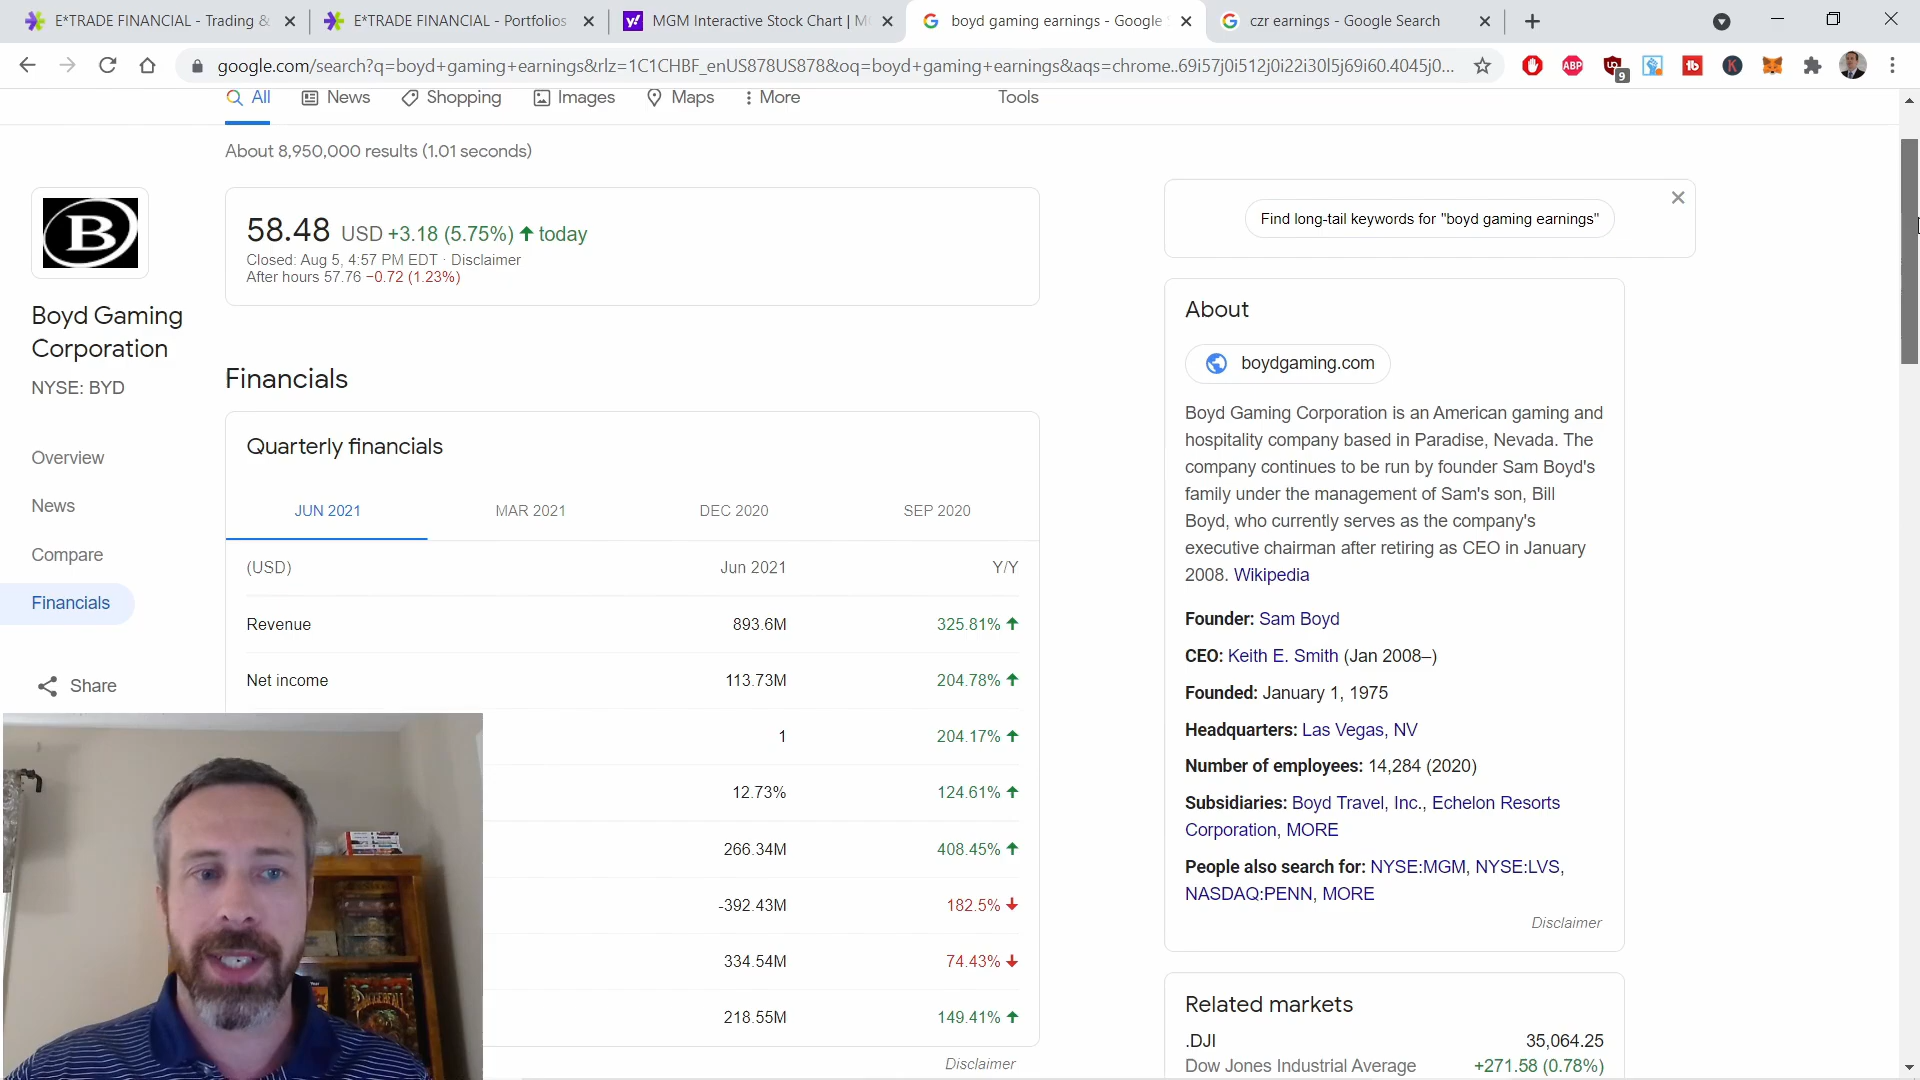 E*TRADE FINANCIAL - Trading &
E*TRADE FINANCIAL - Portfolios
MGM Interactive Stock Chart | M
boyd gaming earnings - Google
czr earnings - Google Search
google.com/search?q=boyd+gaming+earnings&rlz=1C1CHBF_enUS878US878&oq=boyd+gaming+earnings&aqs=chrome..69i57j0i512j0i22i30l5j69i60.4045j0...
ABP
9
tb
K
All
News
Shopping
Images
Maps
More
Tools
About 8,950,000 results (1.01 seconds)
B
Boyd Gaming
Corporation
NYSE: BYD
Overview
News
Compare
Financials
Share
58.48 USD +3.18 (5.75%) today
Closed: Aug 5, 4:57 PM EDT · Disclaimer
After hours 57.76 −0.72 (1.23%)
Financials
Quarterly financials
JUN 2021 MAR 2021 DEC 2020 SEP 2020
(USD) Jun 2021 Y/Y
Revenue 893.6M 325.81%
Net income 113.73M 204.78%
1 204.17%
12.73% 124.61%
266.34M 408.45%
-392.43M 182.5%
334.54M 74.43%
218.55M 149.41%
Disclaimer
Find long-tail keywords for "boyd gaming earnings"
About
boydgaming.com
Boyd Gaming Corporation is an American gaming and
hospitality company based in Paradise, Nevada. The
company continues to be run by founder Sam Boyd's
family under the management of Sam's son, Bill
Boyd, who currently serves as the company's
executive chairman after retiring as CEO in January
2008. Wikipedia
Founder: Sam Boyd
CEO: Keith E. Smith (Jan 2008–)
Founded: January 1, 1975
Headquarters: Las Vegas, NV
Number of employees: 14,284 (2020)
Subsidiaries: Boyd Travel, Inc., Echelon Resorts
Corporation, MORE
People also search for: NYSE:MGM, NYSE:LVS,
NASDAQ:PENN, MORE
Disclaimer
Related markets
.DJI 35,064.25
Dow Jones Industrial Average +271.58 (0.78%)